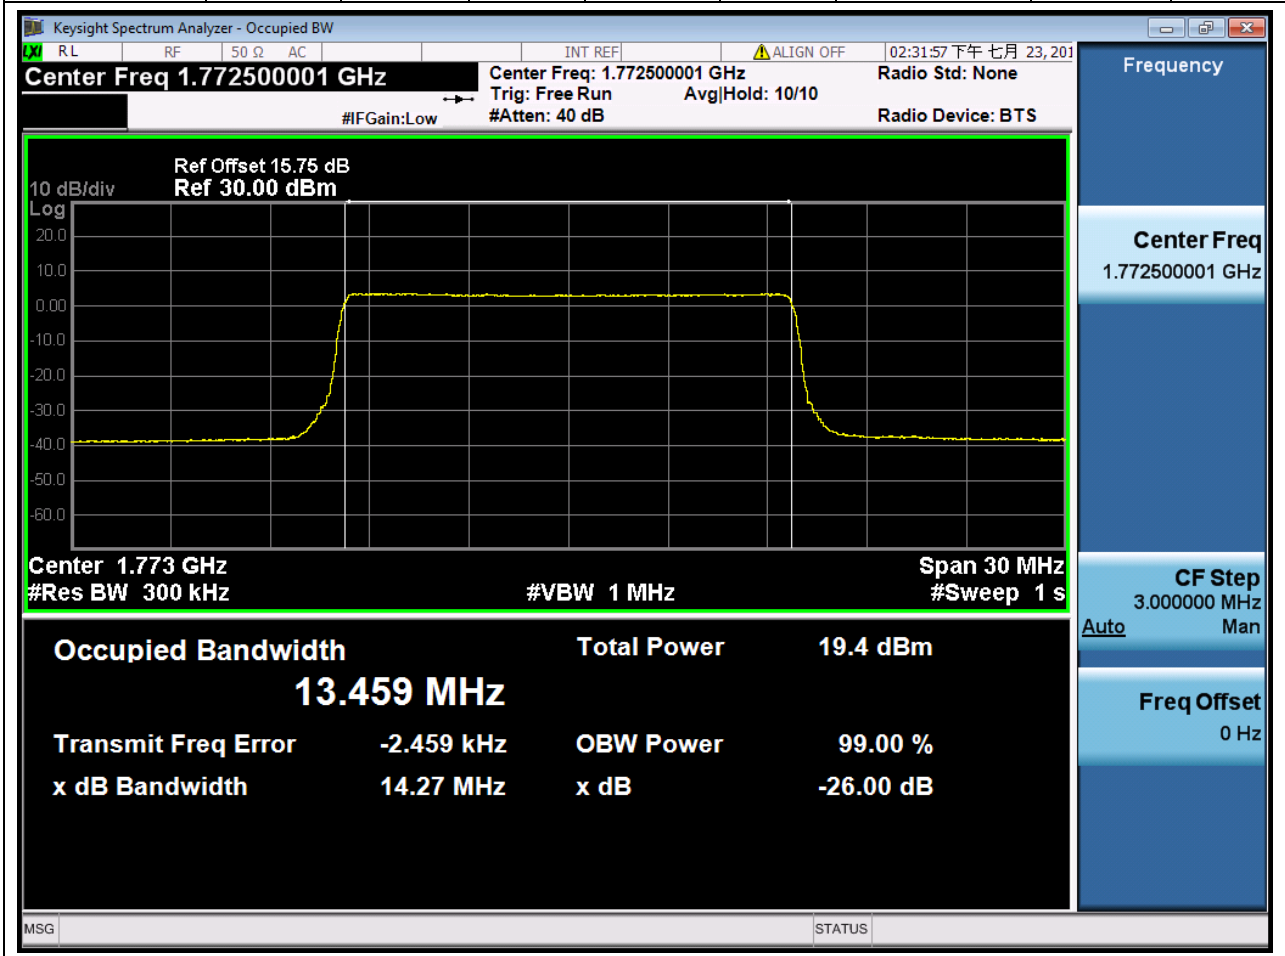 Keysight Spectrum Analyzer - Occupied BW
LXI RL RF 50 Ω AC INT REF ALIGN OFF 02:31:57 下午 七月 23, 201
Center Freq 1.772500001 GHz
Center Freq: 1.772500001 GHz Radio Std: None
Trig: Free Run Avg|Hold: 10/10
#IFGain:Low #Atten: 40 dB Radio Device: BTS
Ref Offset 15.75 dB
10 dB/div Ref 30.00 dBm
Log
20.0
10.0
0.00
-10.0
-20.0
-30.0
-40.0
-50.0
-60.0
Center 1.773 GHz Span 30 MHz
#Res BW 300 kHz #VBW 1 MHz #Sweep 1 s
Occupied Bandwidth Total Power 19.4 dBm
13.459 MHz
Transmit Freq Error -2.459 kHz OBW Power 99.00 %
x dB Bandwidth 14.27 MHz x dB -26.00 dB
MSG STATUS
Frequency
Center Freq
1.772500001 GHz
CF Step
3.000000 MHz
Auto Man
Freq Offset
0 Hz